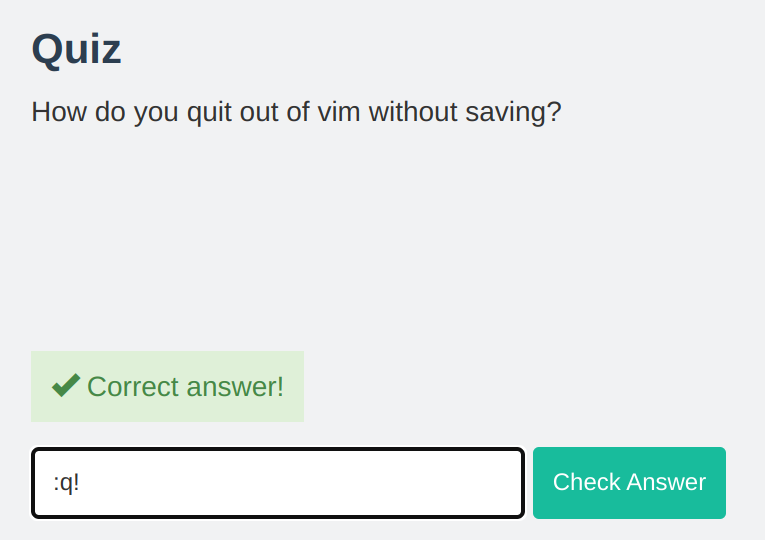 Quiz
How do you quit out of vim without saving?
✔ Correct answer!
:q!
Check Answer